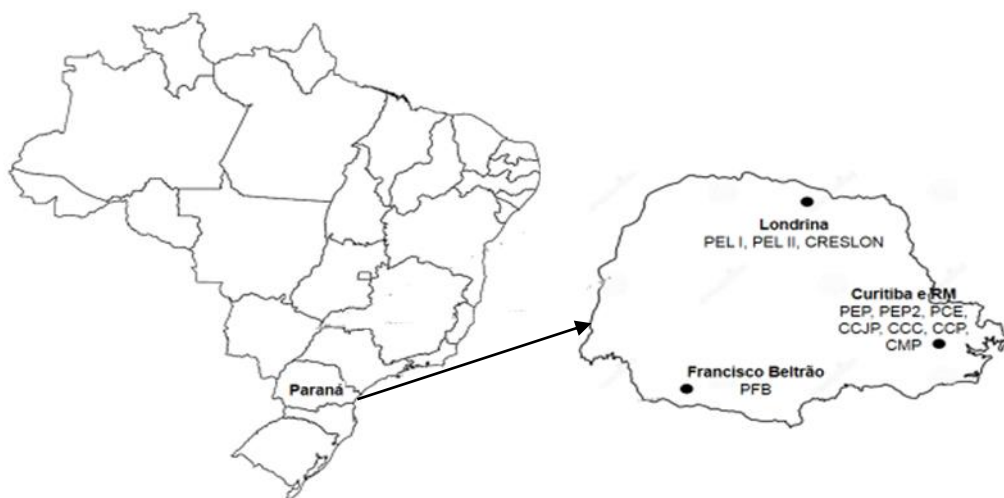 Paraná
Londrina
PEL I, PEL II, CRESLON
Curitiba e RM
PEP, PEP2, PCE,
CCJP, CCC, CCP,
CMP
Francisco Beltrão
PFB